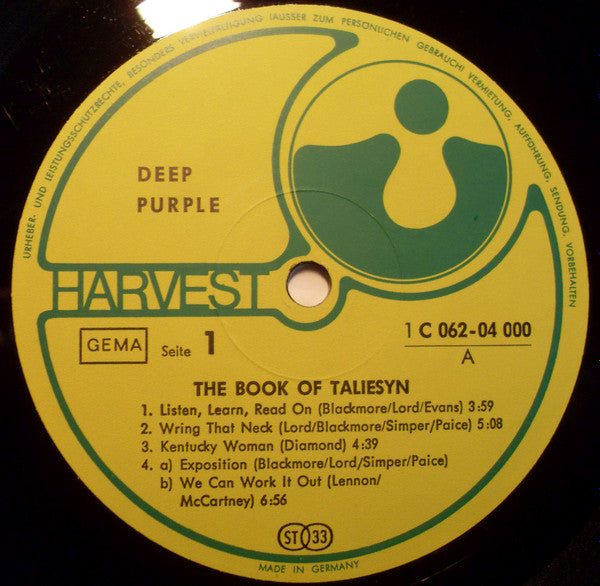 URHEBER- UND LEISTUNGSSCHUTZRECHTE, BESONDERS VERVIELFÄLTIGUNG (AUSSER ZUM PERSÖNLICHEN GEBRAUCH) VERMIETUNG, AUFFÜHRUNG, SENDUNG, VORBEHALTEN
DEEP
PURPLE
HARVEST
GEMA
Seite 1
1 C 062-04 000
A
THE BOOK OF TALIESYN
1. Listen, Learn, Read On (Blackmore/Lord/Evans) 3:59
2. Wring That Neck (Lord/Blackmore/Simper/Paice) 5:08
3. Kentucky Woman (Diamond) 4:39
4. a) Exposition (Blackmore/Lord/Simper/Paice)
b) We Can Work It Out (Lennon/
McCartney) 6:56
ST 33
MADE IN GERMANY